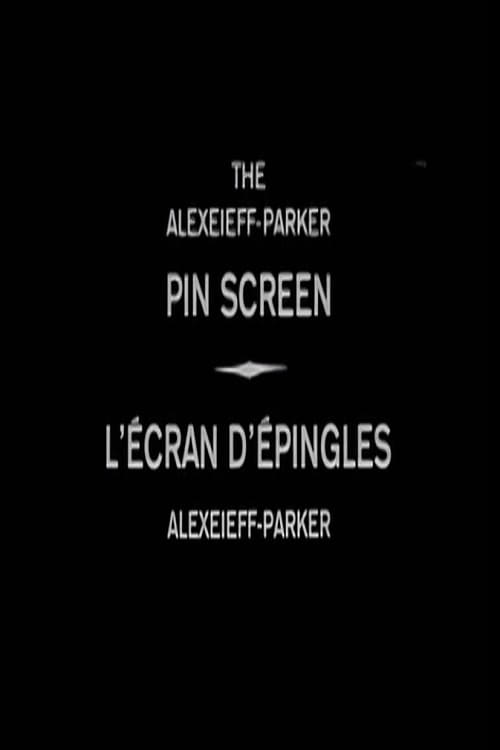 THE
ALEXEIEFF-PARKER
PIN SCREEN
L'ÉCRAN D'ÉPINGLES
ALEXEIEFF-PARKER